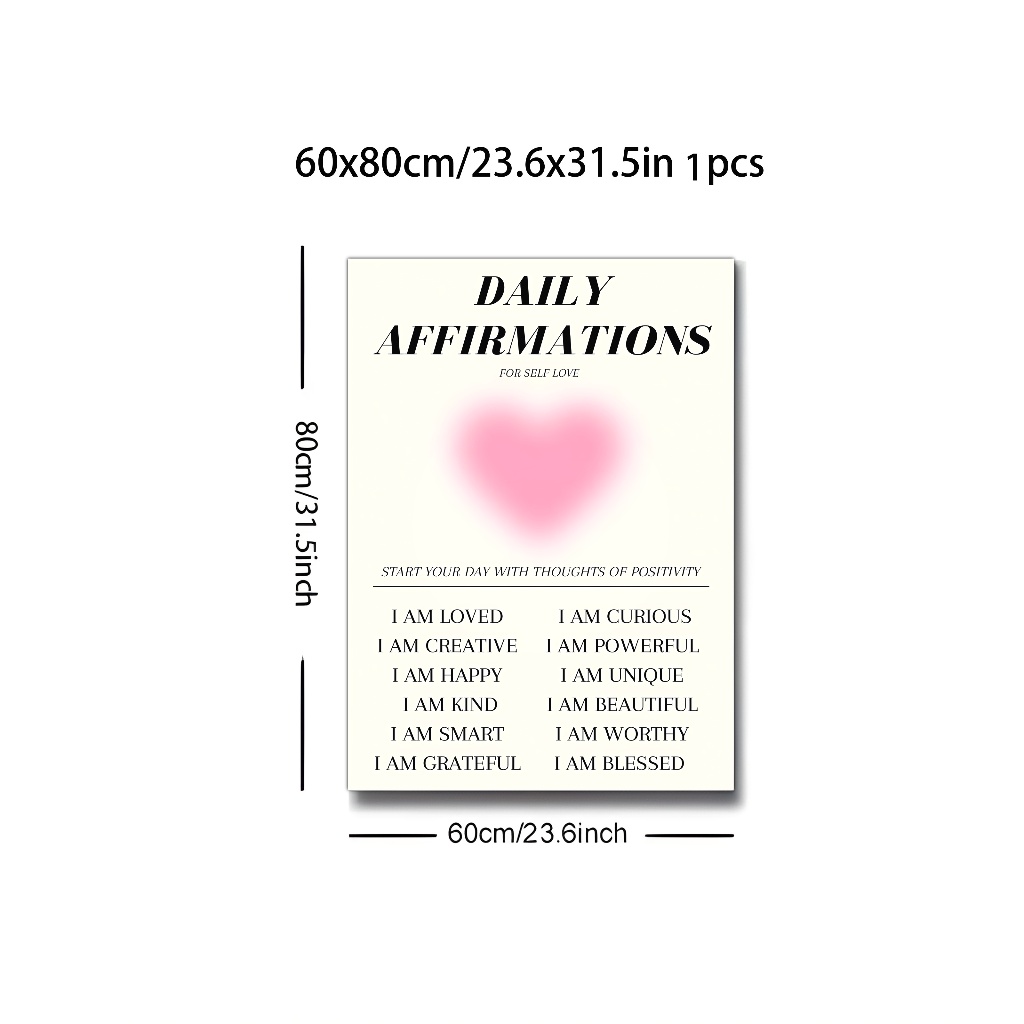 60x80cm/23.6x31.5in 1pcs
80cm/31.5inch
DAILY
AFFIRMATIONS
FOR SELF LOVE
START YOUR DAY WITH THOUGHTS OF POSITIVITY
I AM LOVED
I AM CREATIVE
I AM HAPPY
I AM KIND
I AM SMART
I AM GRATEFUL
I AM CURIOUS
I AM POWERFUL
I AM UNIQUE
I AM BEAUTIFUL
I AM WORTHY
I AM BLESSED
60cm/23.6inch